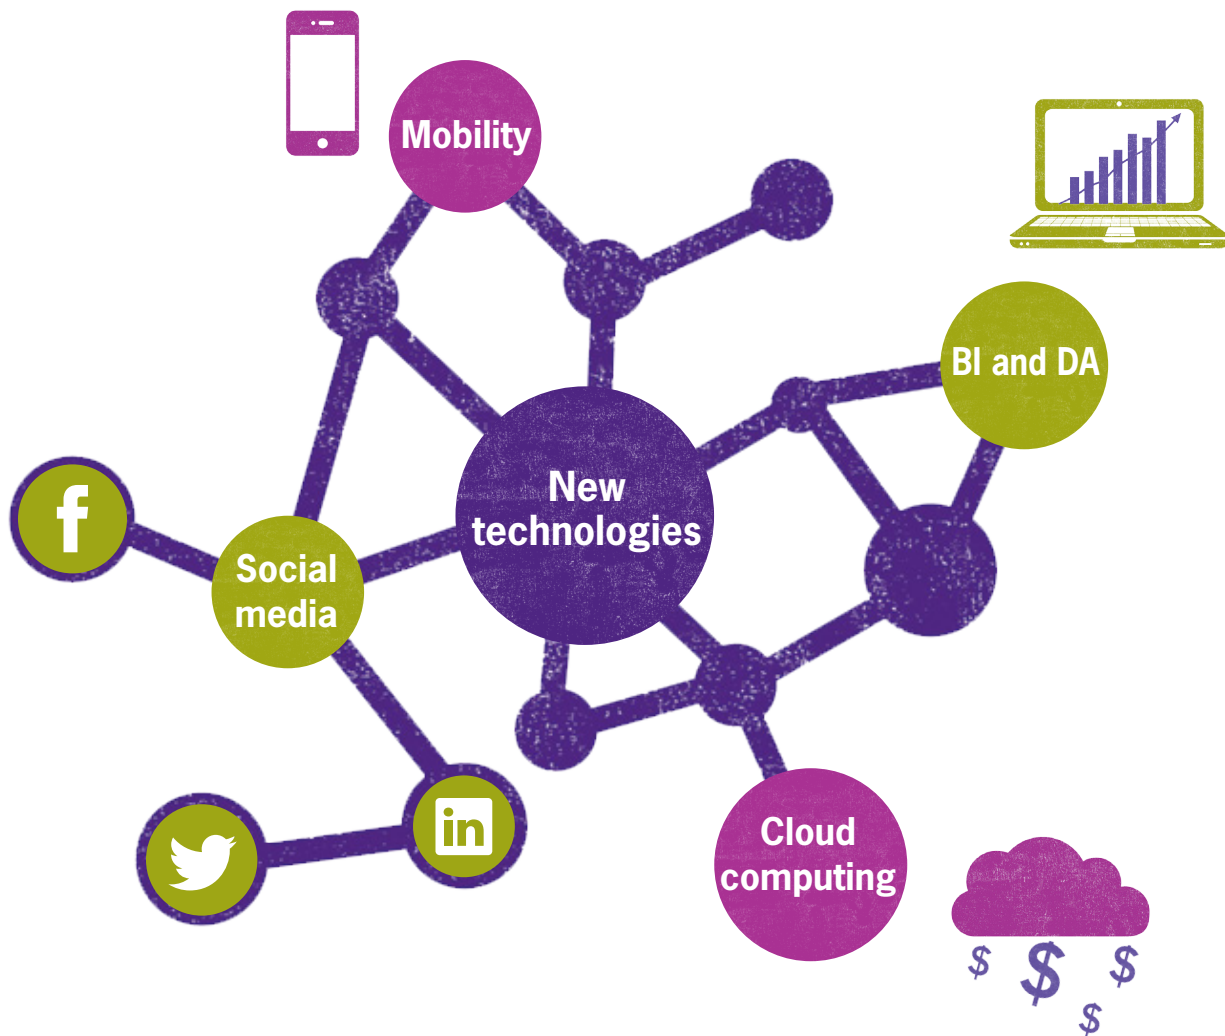 Mobility
BI and DA
New
technologies
f
Social
media
in
Cloud
computing
$
$
$
$